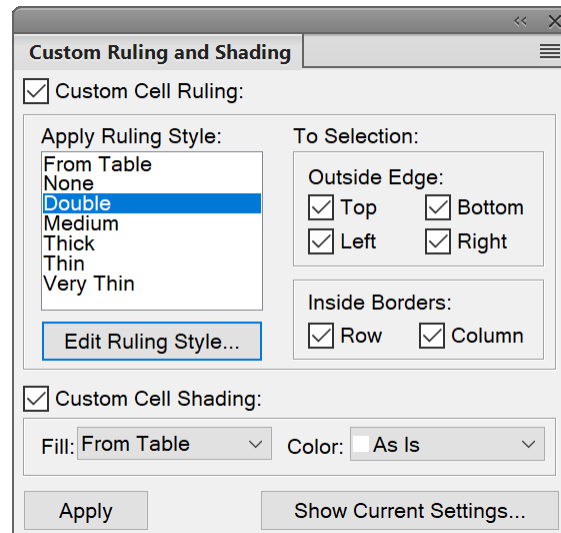 Custom Ruling and Shading
Custom Cell Ruling:
Apply Ruling Style:
From Table
None
Double
Medium
Thick
Thin
Very Thin
Edit Ruling Style...
To Selection:
Outside Edge:
Top Bottom
Left Right
Inside Borders:
Row Column
Custom Cell Shading:
Fill: From Table Color: As Is
Apply Show Current Settings...